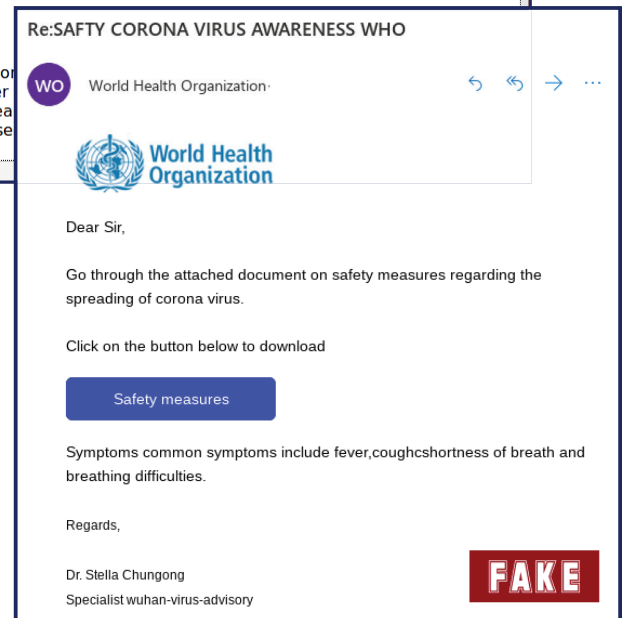 Re:SAFTY CORONA VIRUS AWARENESS WHO
WO
World Health Organization
World Health
Organization
Dear Sir,
Go through the attached document on safety measures regarding the
spreading of corona virus.
Click on the button below to download
Safety measures
Symptoms common symptoms include fever,coughcshortness of breath and
breathing difficulties.
Regards,
Dr. Stella Chungong
Specialist wuhan-virus-advisory
FAKE